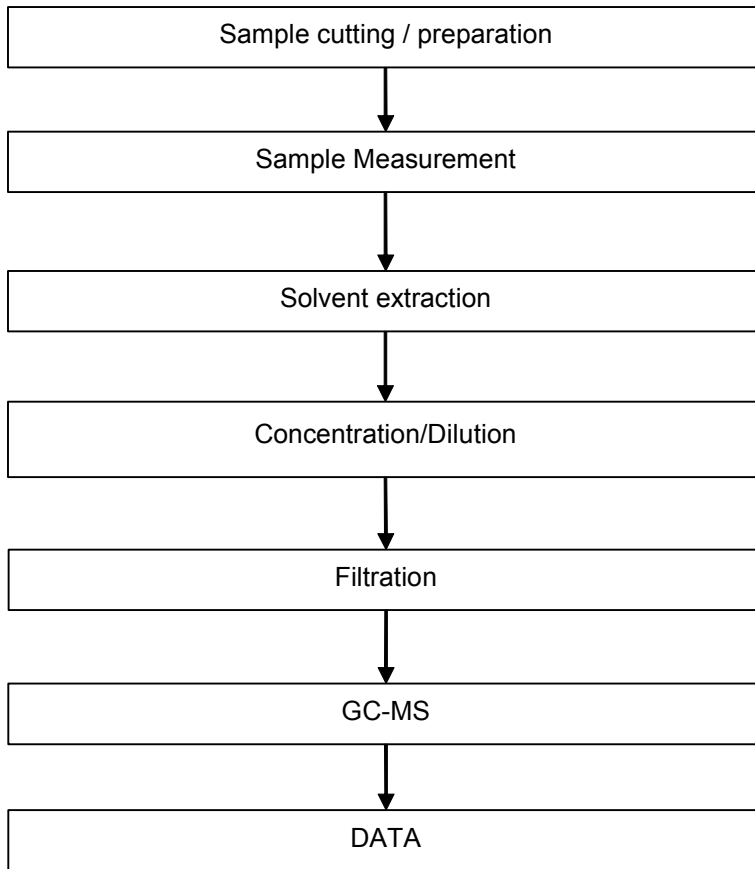 Sample cutting / preparation
Sample Measurement
Solvent extraction
Concentration/Dilution
Filtration
GC-MS
DATA